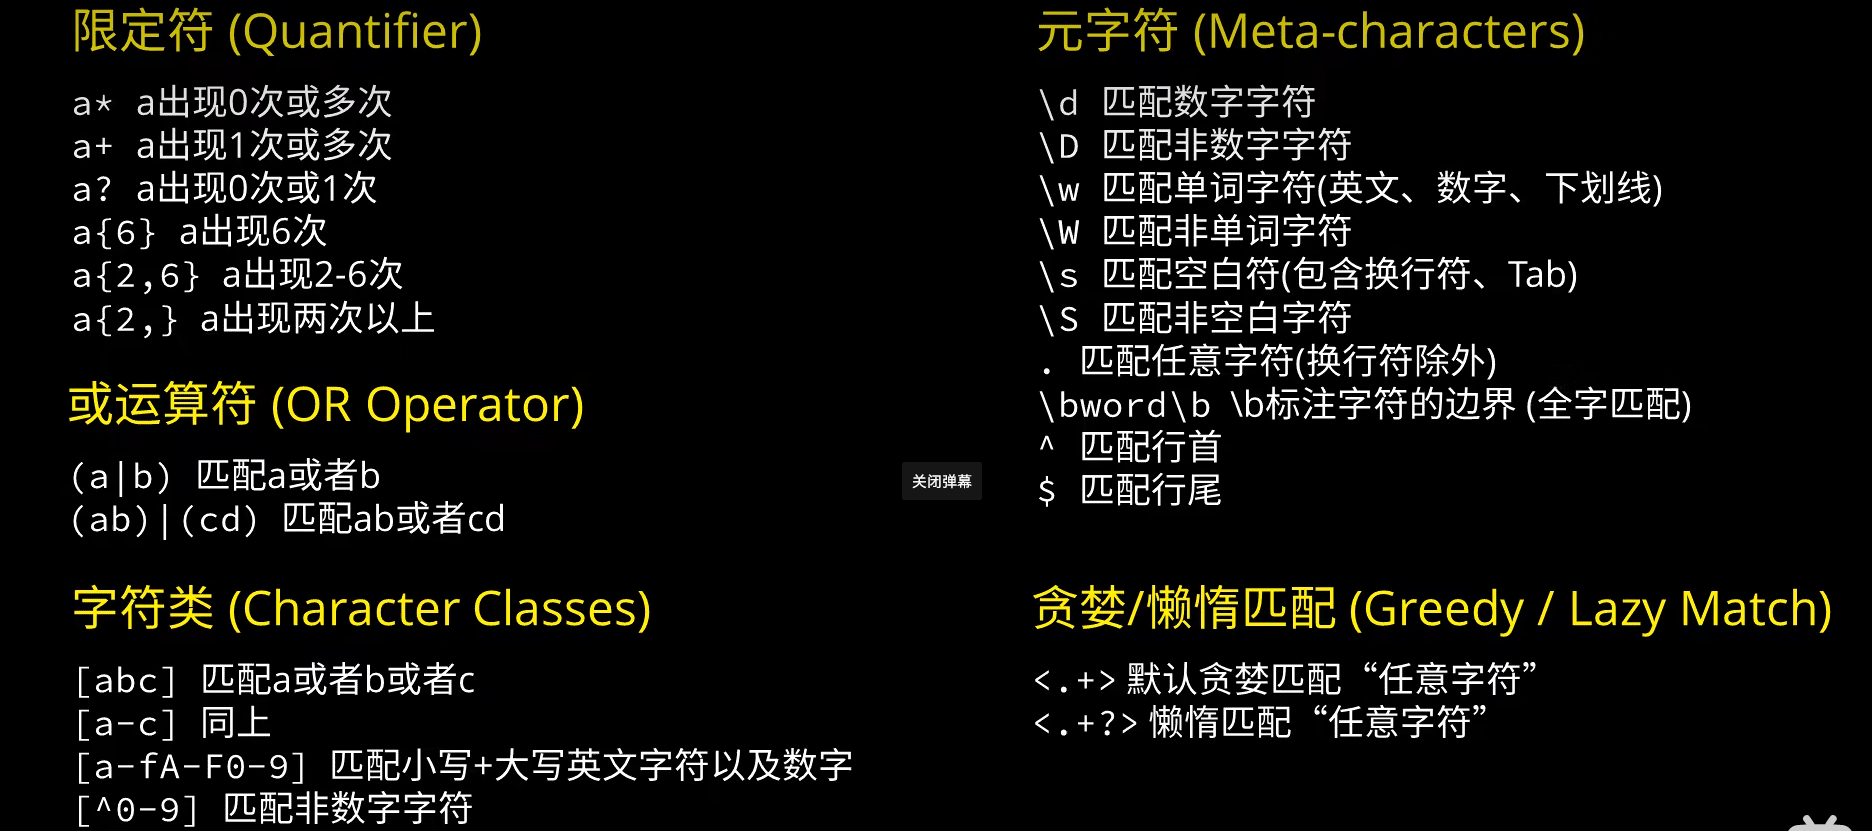 限定符 (Quantifier)
a* a出现0次或多次
a+ a出现1次或多次
a? a出现0次或1次
a{6} a出现6次
a{2,6} a出现2-6次
a{2,} a出现两次以上
或运算符 (OR Operator)
(a|b) 匹配a或者b
(ab)|(cd) 匹配ab或者cd
字符类 (Character Classes)
[abc] 匹配a或者b或者c
[a-c] 同上
[a-fA-F0-9] 匹配小写+大写英文字符以及数字
[^0-9] 匹配非数字字符
元字符 (Meta-characters)
\d 匹配数字字符
\D 匹配非数字字符
\w 匹配单词字符(英文、数字、下划线)
\W 匹配非单词字符
\s 匹配空白符(包含换行符、Tab)
\S 匹配非空白字符
. 匹配任意字符(换行符除外)
\bword\b \b标注字符的边界 (全字匹配)
^ 匹配行首
$ 匹配行尾
关闭弹幕
贪婪/懒惰匹配 (Greedy / Lazy Match)
<.+> 默认贪婪匹配“任意字符”
<.+?> 懒惰匹配“任意字符”